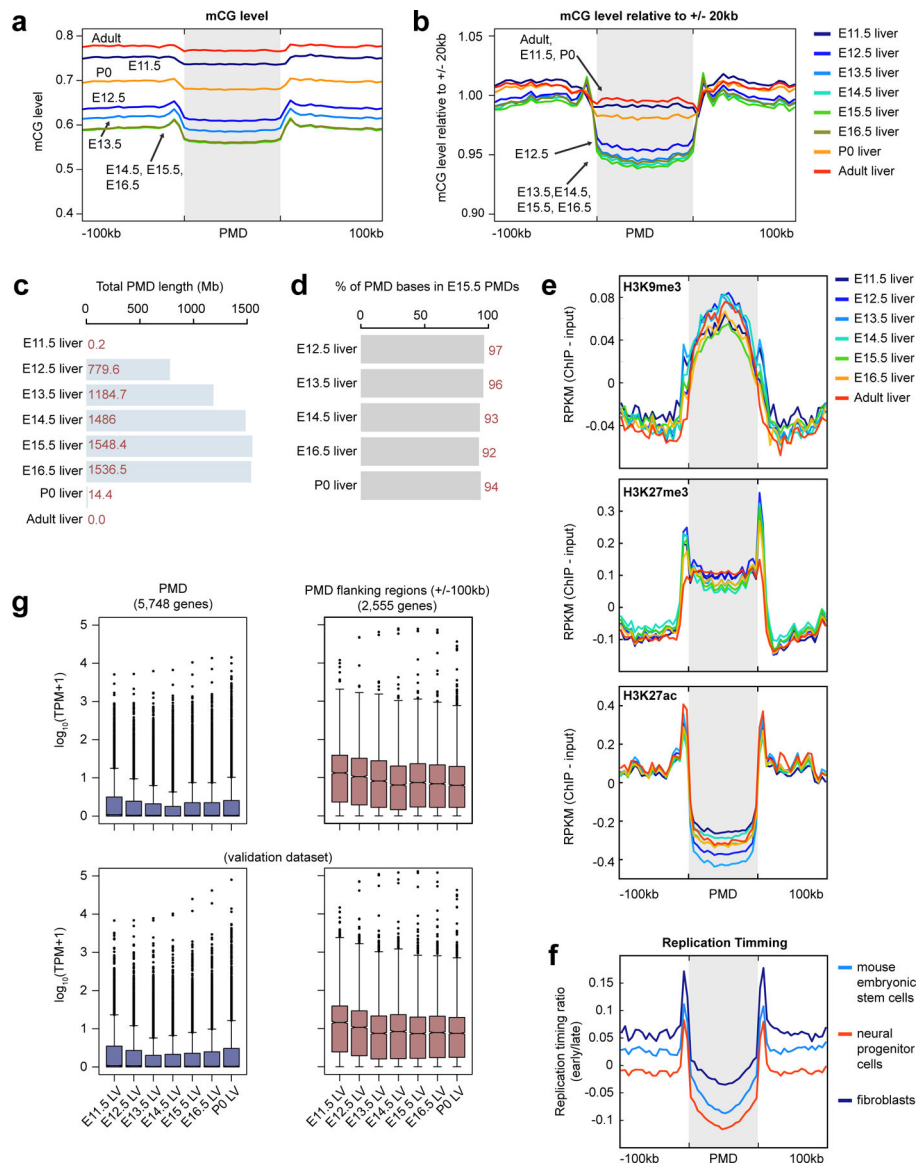 a
mCG level
0.8
0.7
0.6
0.5
0.4
mCG level
Adult
E11.5
P0
E12.5
E13.5
E14.5, E15.5,
E16.5
-100kb
PMD
100kb
b
mCG level relative to +/- 20kb
1.05
1.00
0.95
0.90
mCG level relative to +/- 20kb
Adult,
E11.5, P0
E12.5
E13.5,E14.5,
E15.5, E16.5
-100kb
PMD
100kb
E11.5 liver
E12.5 liver
E13.5 liver
E14.5 liver
E15.5 liver
E16.5 liver
P0 liver
Adult liver
c
Total PMD length (Mb)
0
500
1000
1500
E11.5 liver 0.2
E12.5 liver 779.6
E13.5 liver 1184.7
E14.5 liver 1486
E15.5 liver 1548.4
E16.5 liver 1536.5
P0 liver 14.4
Adult liver 0.0
d
% of PMD bases in E15.5 PMDs
0
50
100
E12.5 liver 97
E13.5 liver 96
E14.5 liver 93
E16.5 liver 92
P0 liver 94
e
H3K9me3
0.08
0.04
0
-0.04
RPKM (ChIP - input)
E11.5 liver
E12.5 liver
E13.5 liver
E14.5 liver
E15.5 liver
E16.5 liver
Adult liver
H3K27me3
0.3
0.2
0.1
0
-0.1
RPKM (ChIP - input)
H3K27ac
0.4
0.2
0
-0.2
-0.4
RPKM (ChIP - input)
-100kb
PMD
100kb
f
Replication Timming
0.15
0.1
0.05
0
-0.05
-0.1
Replication timing ratio
(early/late)
-100kb
PMD
100kb
mouse
embryonic
stem cells
neural
progenitor
cells
fibroblasts
g
PMD
(5,748 genes)
5
4
3
2
1
0
log10(TPM+1)
PMD flanking regions (+/-100kb)
(2,555 genes)
5
4
3
2
1
0
(validation dataset)
5
4
3
2
1
0
log10(TPM+1)
E11.5 LV
E12.5 LV
E13.5 LV
E14.5 LV
E15.5 LV
E16.5 LV
P0 LV
5
4
3
2
1
0
E11.5 LV
E12.5 LV
E13.5 LV
E14.5 LV
E15.5 LV
E16.5 LV
P0 LV